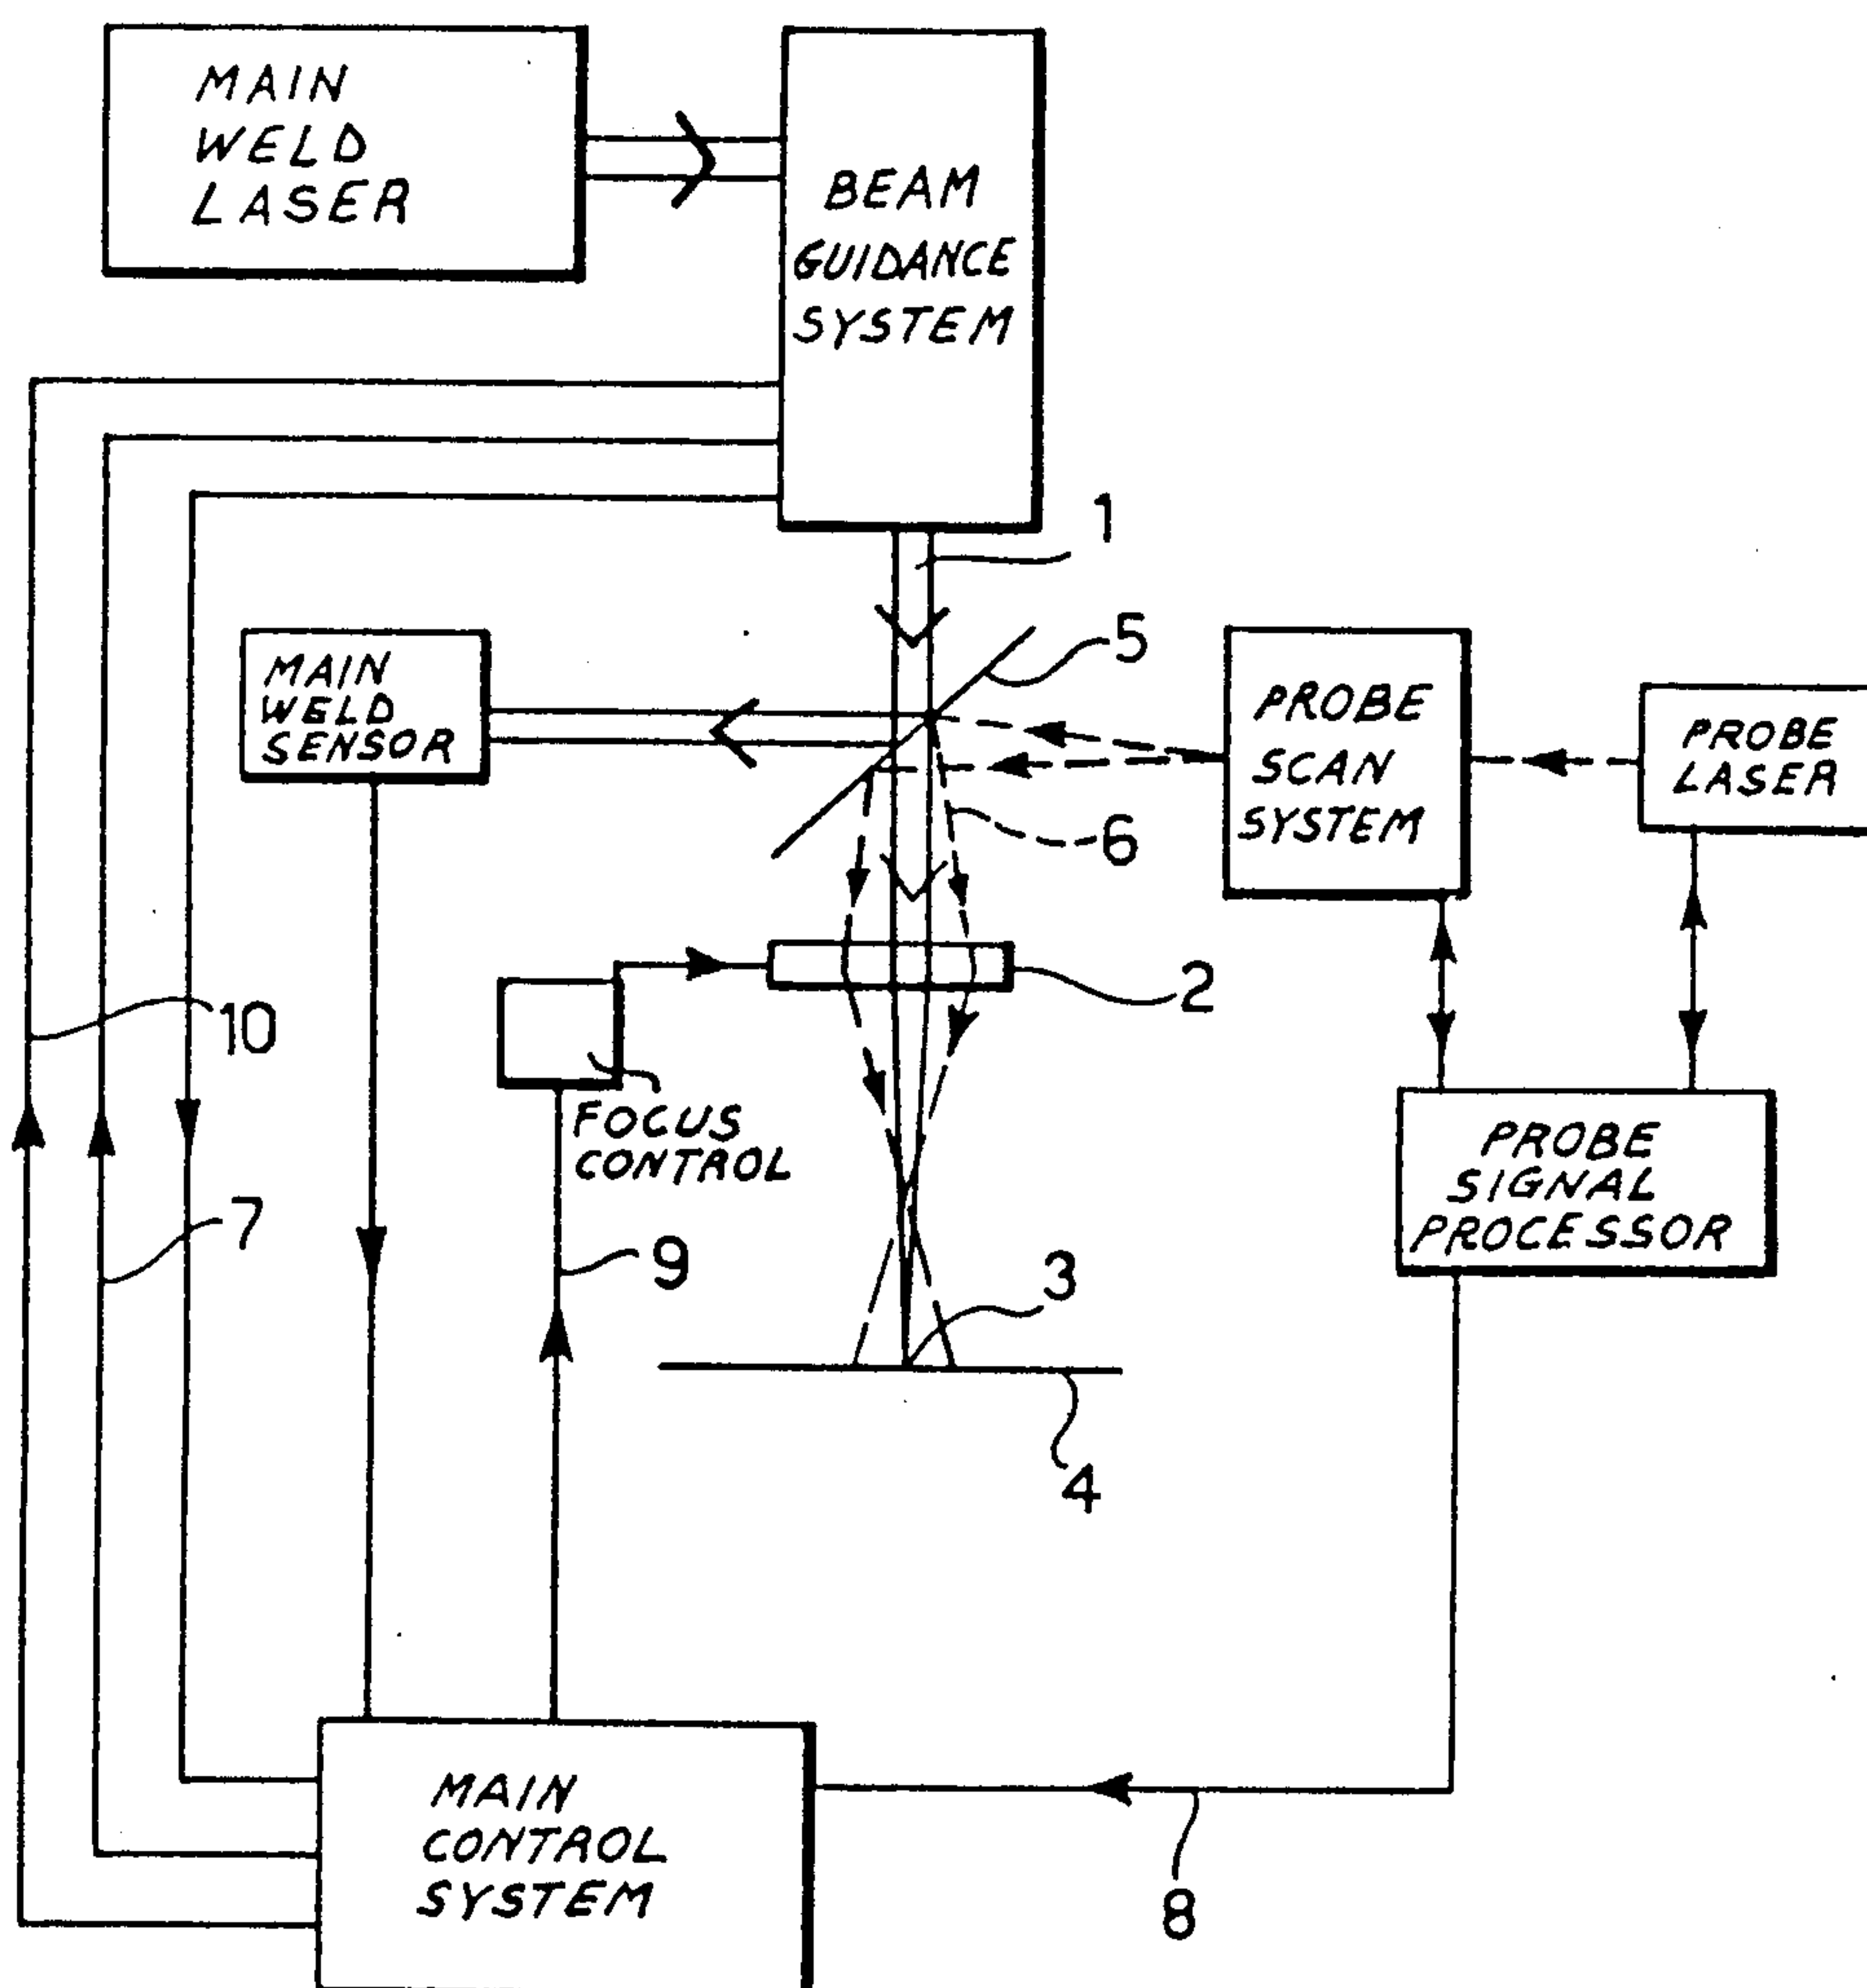 MAIN
WELD
LASER
BEAM
GUIDANCE
SYSTEM
1
5
MAIN
WELD
SENSOR
PROBE
SCAN
SYSTEM
PROBE
LASER
6
2
10
FOCUS
CONTROL
PROBE
SIGNAL
PROCESSOR
7
9
3
4
MAIN
CONTROL
SYSTEM
8